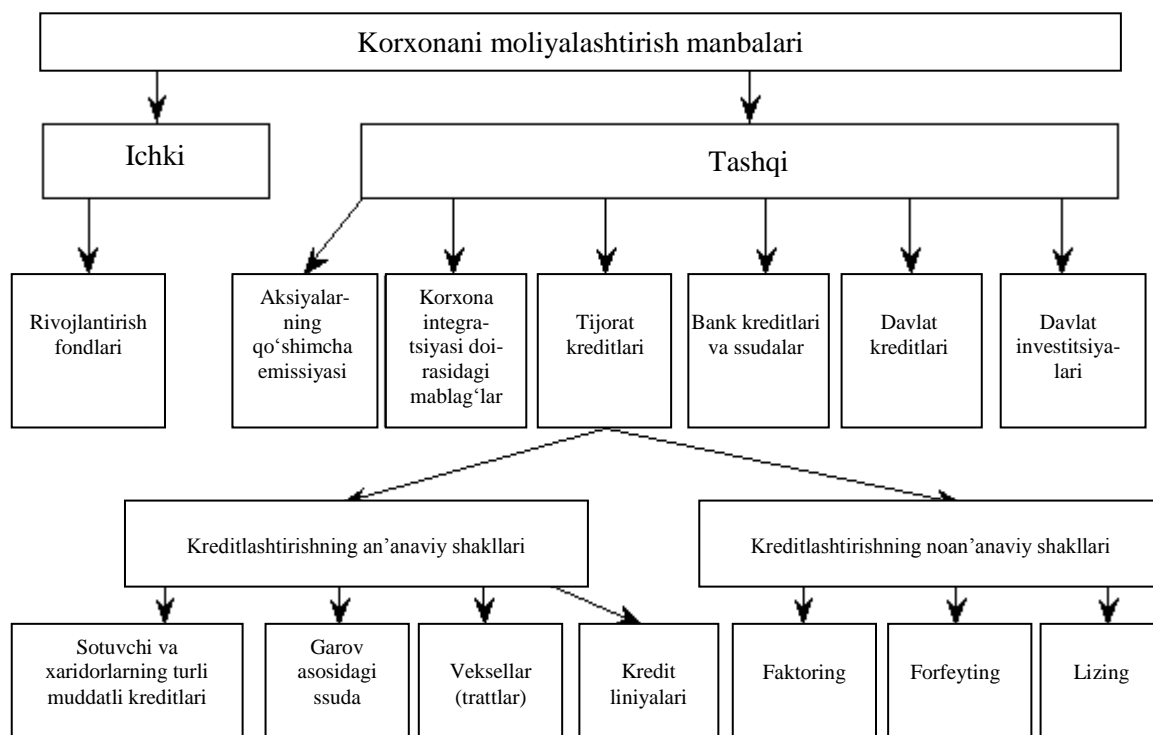 Korxonani moliyalashtirish manbalari
Ichki
Tashqi
Rivojlantirish
fondlari
Aksiyalar-
ning
qo‘shimcha
emissiyasi
Korxona
integra-
tsiyasi doi-
rasidagi
mablag‘lar
Tijorat
kreditlari
Bank kreditlari
va ssudalar
Davlat
kreditlari
Davlat
investitsiya-
lari
Kreditlashtirishning an’anaviy shakllari
Kreditlashtirishning noan’anaviy shakllari
Sotuvchi va
xaridorlarning turli
muddatli kreditlari
Garov
asosidagi
ssuda
Veksellar
(trattlar)
Kredit
liniyalari
Faktoring
Forfeyting
Lizing